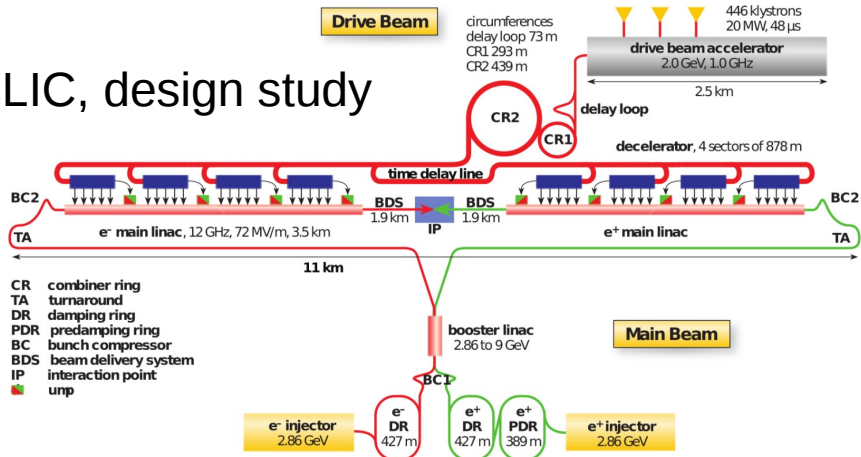 Drive Beam
circumferences
delay loop 73 m
CR1 293 m
CR2 439 m
446 klystrons
20 MW, 48 μs
drive beam accelerator
2.0 GeV, 1.0 GHz
2.5 km
LIC, design study
delay loop
CR2
CR1
decelerator, 4 sectors of 878 m
time delay line
BC2
BDS
1.9 km
IP
BDS
1.9 km
BC2
TA
e⁻ main linac, 12 GHz, 72 MV/m, 3.5 km
e⁺ main linac
TA
11 km
CR combiner ring
TA turnaround
DR damping ring
PDR predamping ring
BC bunch compressor
BDS beam delivery system
IP interaction point
ump
booster linac
2.86 to 9 GeV
Main Beam
BC1
e⁻ injector
2.86 GeV
e⁻
DR
427 m
e⁺
DR
427 m
e⁺
PDR
389 m
e⁺ injector
2.86 GeV